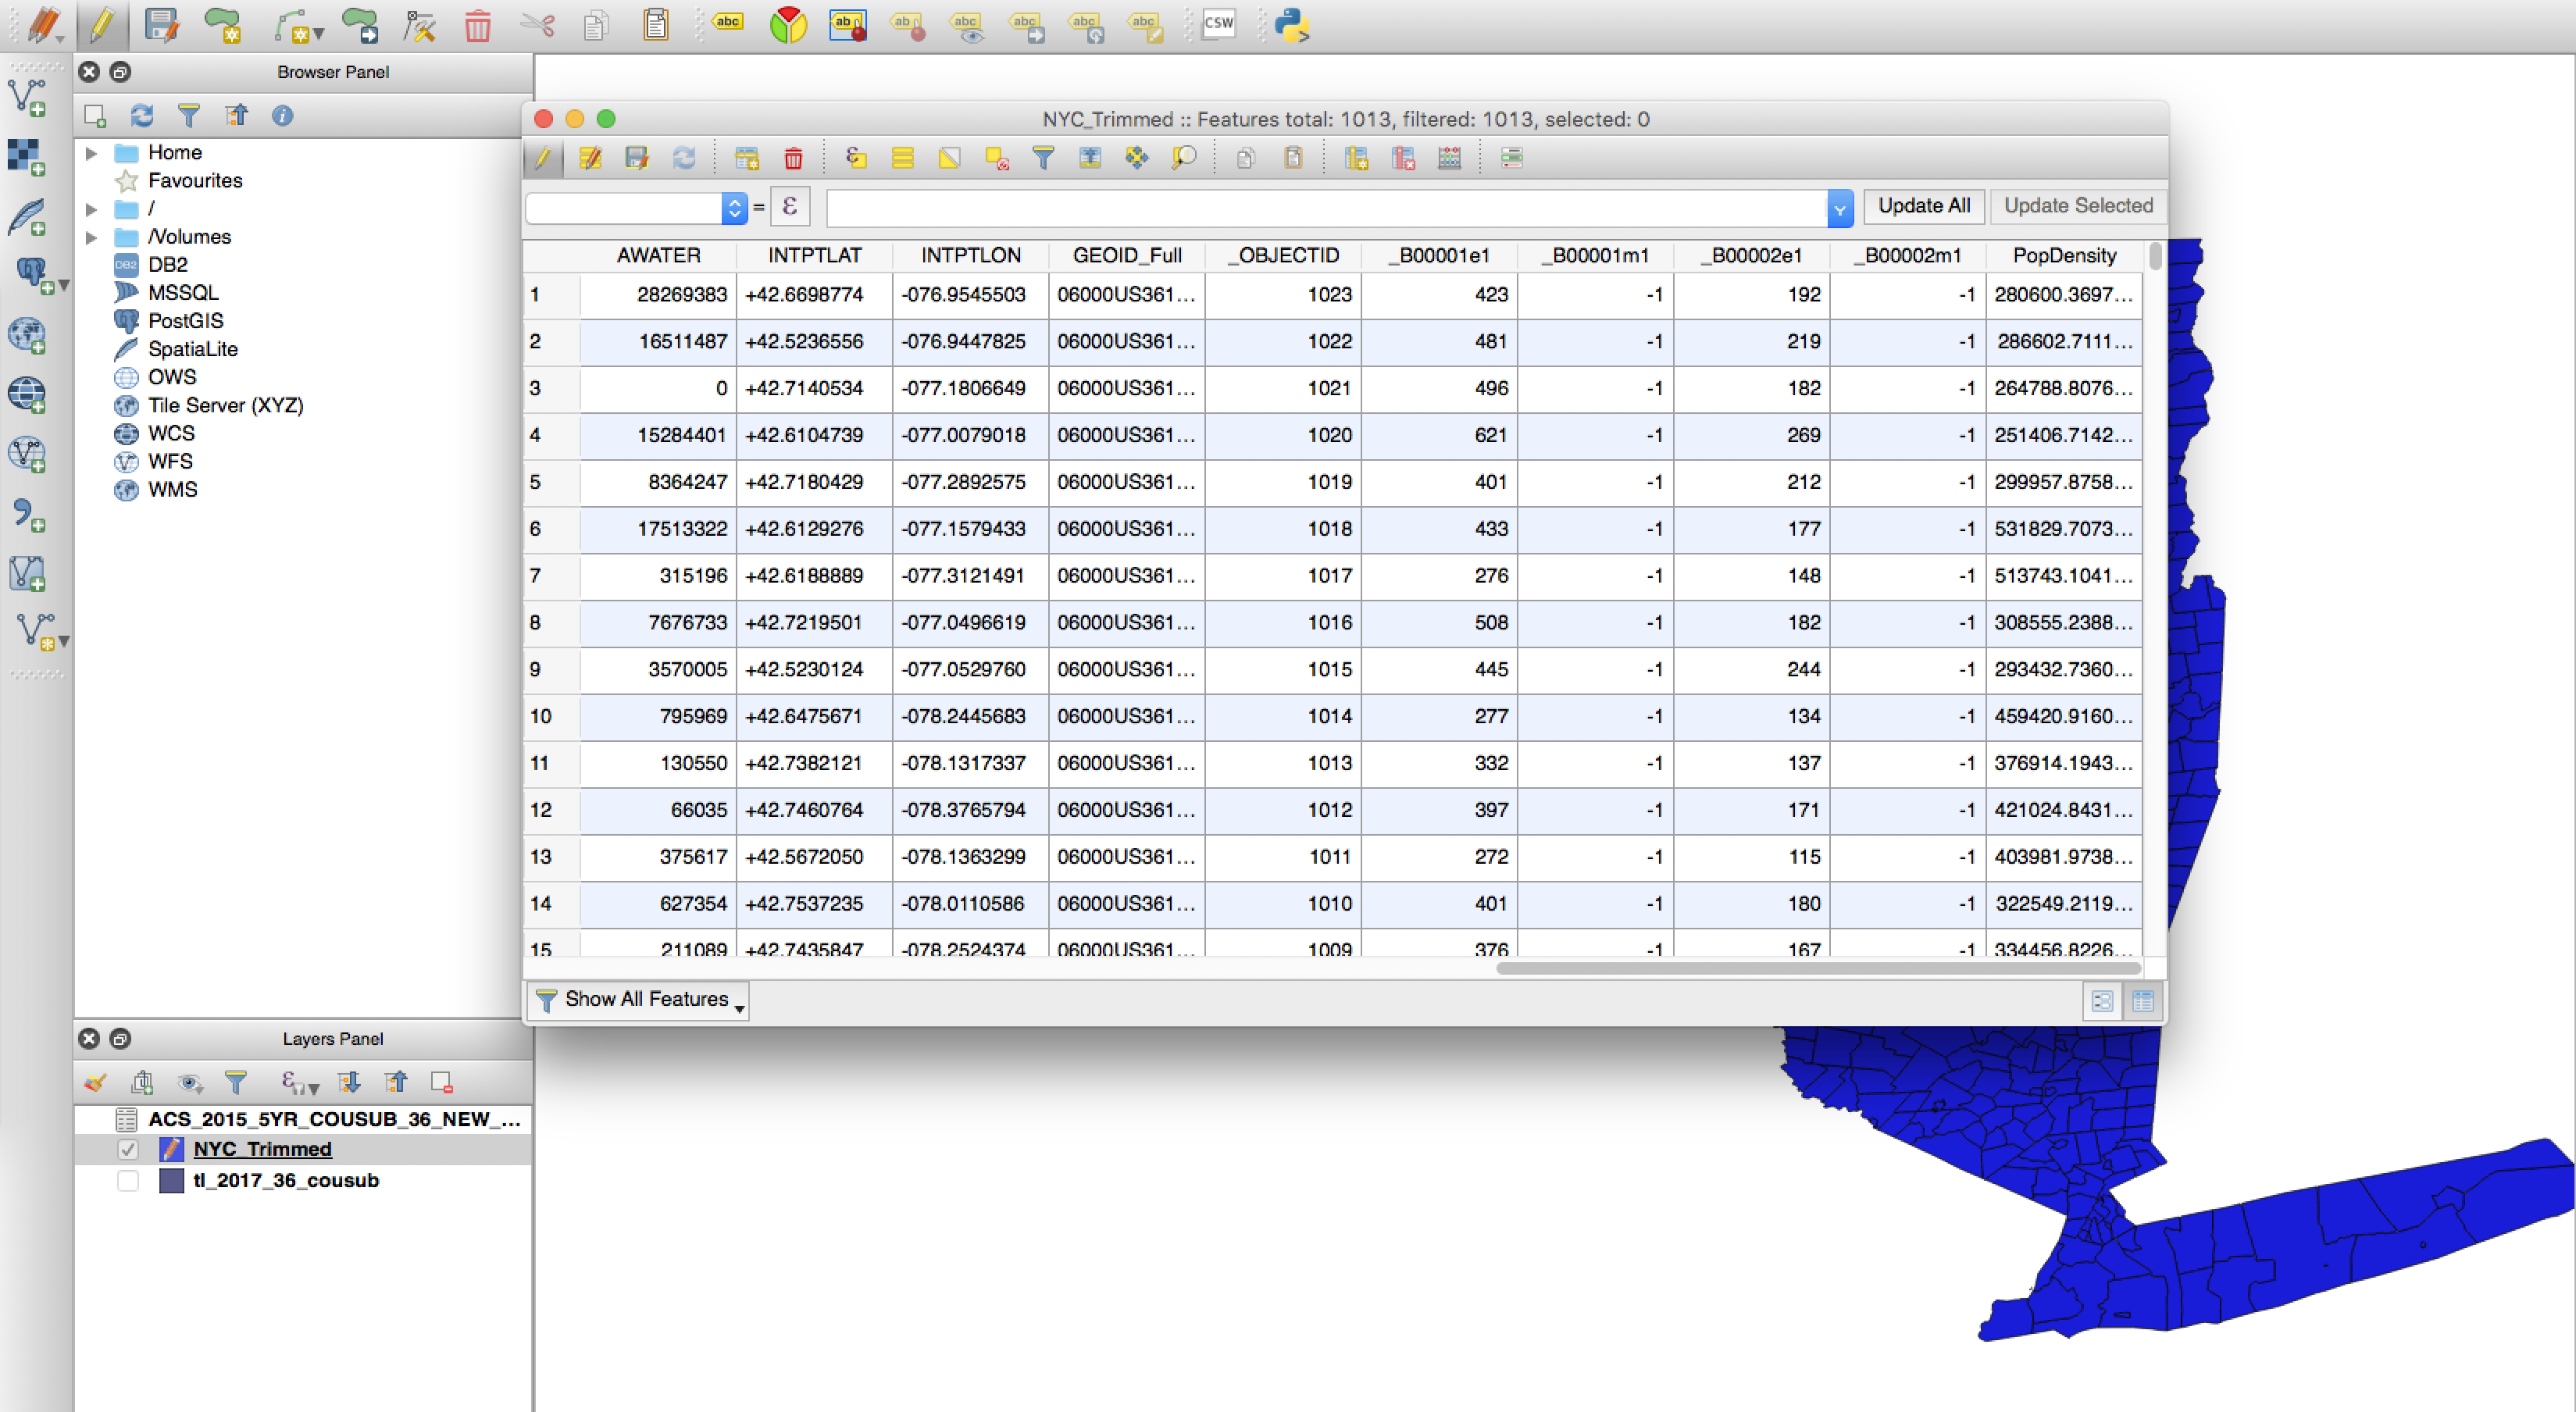 abc ab ab abc abc abc abc CSW
Browser Panel
Home
Favourites
/
/Volumes
DB2 DB2
MSSQL
PostGIS
SpatiaLite
OWS
Tile Server (XYZ)
WCS
WFS
WMS
NYC_Trimmed :: Features total: 1013, filtered: 1013, selected: 0
= ε Update All Update Selected
AWATER INTPTLAT INTPTLON GEOID_Full _OBJECTID _B00001e1 _B00001m1 _B00002e1 _B00002m1 PopDensity
1 28269383 +42.6698774 -076.9545503 06000US361... 1023 423 -1 192 -1 280600.3697...
2 16511487 +42.5236556 -076.9447825 06000US361... 1022 481 -1 219 -1 286602.7111...
3 0 +42.7140534 -077.1806649 06000US361... 1021 496 -1 182 -1 264788.8076...
4 15284401 +42.6104739 -077.0079018 06000US361... 1020 621 -1 269 -1 251406.7142...
5 8364247 +42.7180429 -077.2892575 06000US361... 1019 401 -1 212 -1 299957.8758...
6 17513322 +42.6129276 -077.1579433 06000US361... 1018 433 -1 177 -1 531829.7073...
7 315196 +42.6188889 -077.3121491 06000US361... 1017 276 -1 148 -1 513743.1041...
8 7676733 +42.7219501 -077.0496619 06000US361... 1016 508 -1 182 -1 308555.2388...
9 3570005 +42.5230124 -077.0529760 06000US361... 1015 445 -1 244 -1 293432.7360...
10 795969 +42.6475671 -078.2445683 06000US361... 1014 277 -1 134 -1 459420.9160...
11 130550 +42.7382121 -078.1317337 06000US361... 1013 332 -1 137 -1 376914.1943...
12 66035 +42.7460764 -078.3765794 06000US361... 1012 397 -1 171 -1 421024.8431...
13 375617 +42.5672050 -078.1363299 06000US361... 1011 272 -1 115 -1 403981.9738...
14 627354 +42.7537235 -078.0110586 06000US361... 1010 401 -1 180 -1 322549.2119...
15 211089 +42.7435847 -078.2524374 06000US361... 1009 376 -1 167 -1 334456.8226...
Show All Features
Layers Panel
ACS_2015_5YR_COUSUB_36_NEW_...
NYC_Trimmed
tl_2017_36_cousub